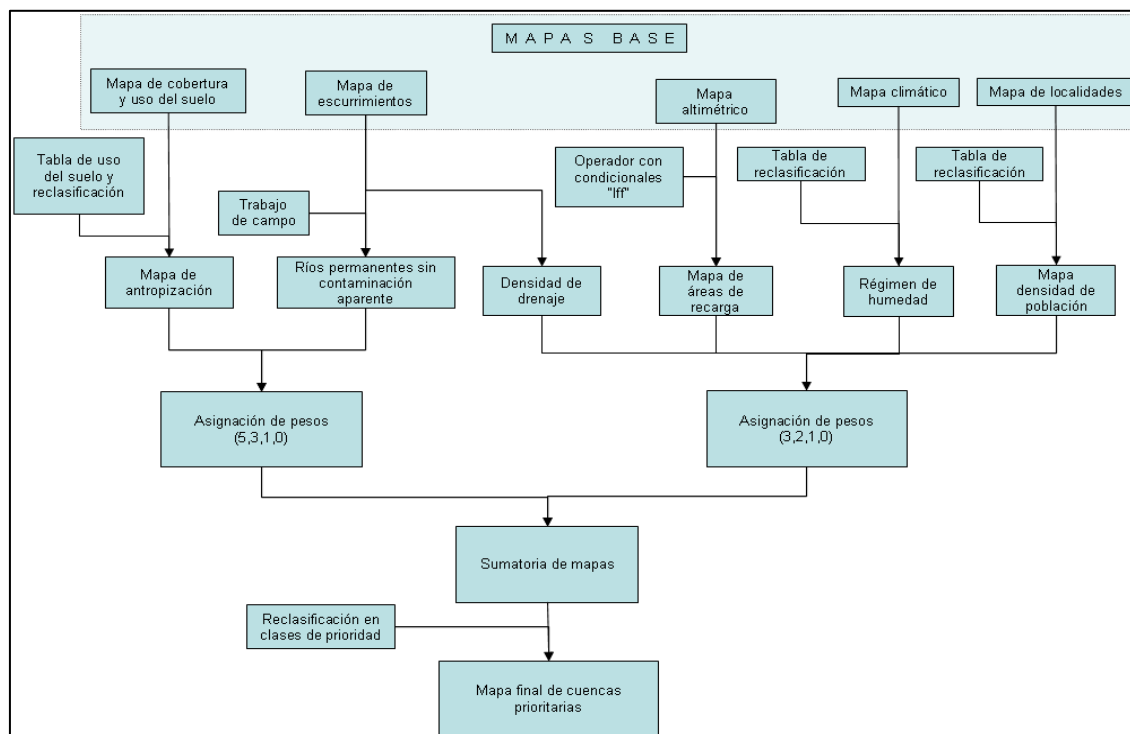 M A P A S B A S E
Mapa de cobertura
y uso del suelo
Mapa de
escurrimientos
Mapa
altimétrico
Mapa climático
Mapa de localidades
Tabla de uso
del suelo y
reclasificación
Operador con
condicionales
"Iff"
Tabla de
reclasificación
Tabla de
reclasificación
Trabajo
de campo
Mapa de
antropización
Ríos permanentes sin
contaminación
aparente
Densidad de
drenaje
Mapa de
áreas de
recarga
Régimen de
humedad
Mapa
densidad de
población
Asignación de pesos
(5,3,1,0)
Asignación de pesos
(3,2,1,0)
Sumatoria de mapas
Reclasificación en
clases de prioridad
Mapa final de cuencas
prioritarias